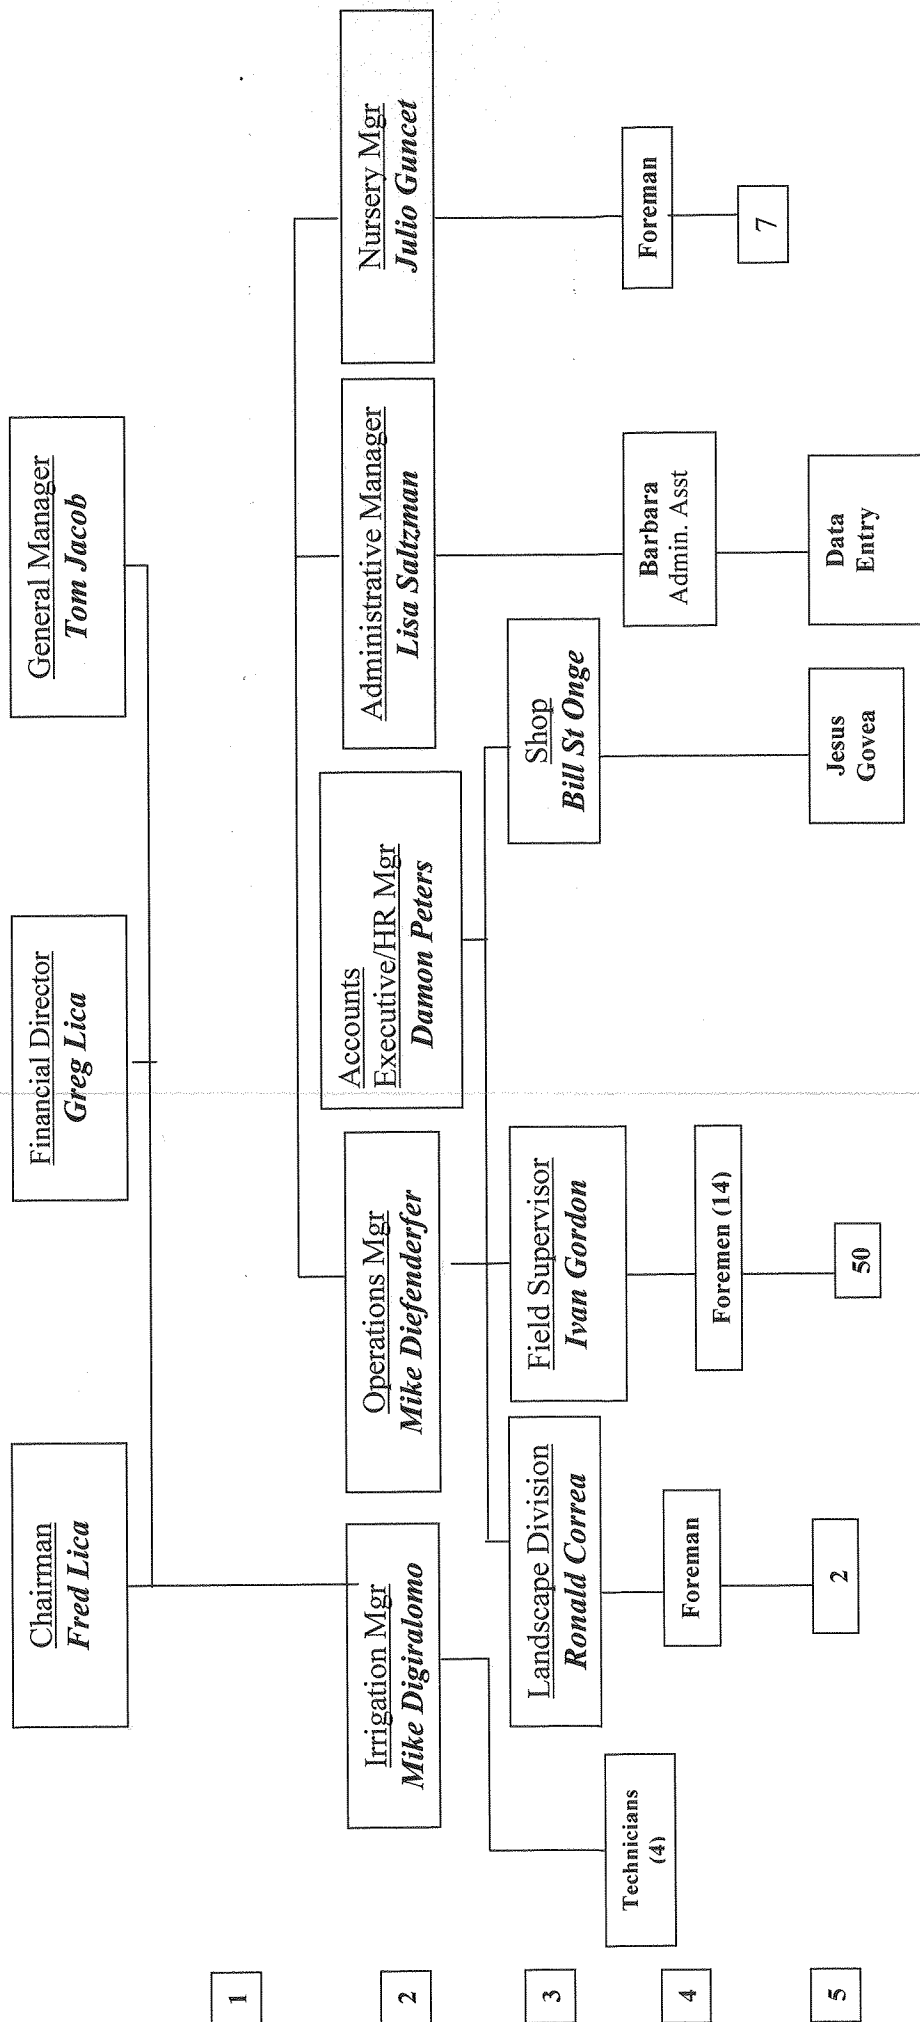 Chairman
Fred Lica
Financial Director
Greg Lica
General Manager
Tom Jacob
1
2
Irrigation Mgr
Mike Digiralomo
Operations Mgr
Mike Diefenderfer
Accounts
Executive/HR Mgr
Damon Peters
Administrative Manager
Lisa Saltzman
Nursery Mgr
Julio Guncet
3
Landscape Division
Ronald Correa
Field Supervisor
Ivan Gordon
Shop
Bill St Onge
4
Technicians
(4)
Foreman
Foremen (14)
Barbara
Admin. Asst
Foreman
7
5
2
50
Jesus
Govea
Data
Entry